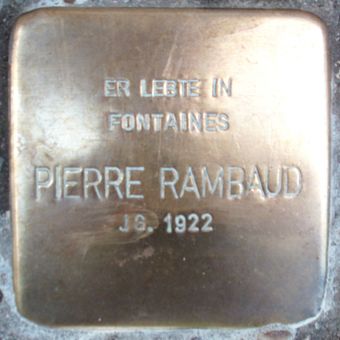 ER LEBTE IN
FONTAINES
PIERRE RAMBAUD
JG. 1922